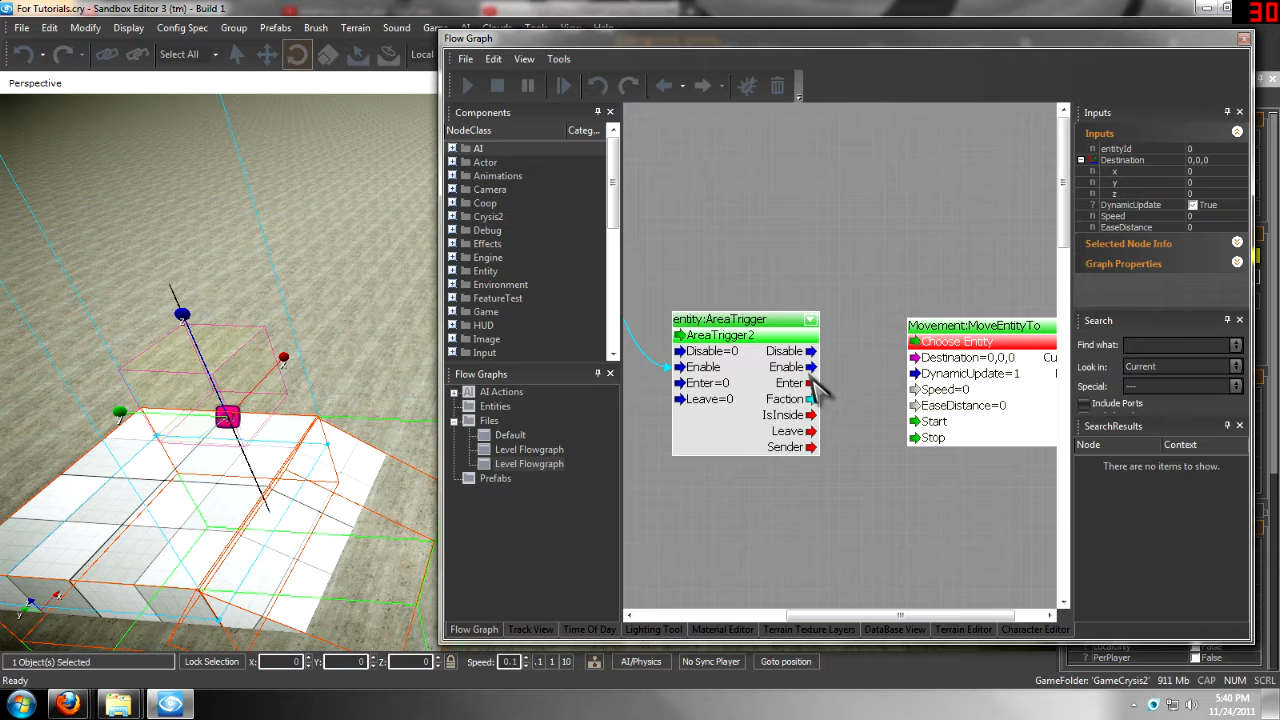 For Tutorials.cry - Sandbox Editor 3 (tm) - Build 1
30
File Edit Modify Display Config Spec Group Prefabs Brush Terrain Sound
Flow Graph
File Edit View Tools
Select All
Local
Perspective
Components
NodeClass Categ...
AI
Actor
Animations
Camera
Coop
Crysis2
Debug
Effects
Engine
Entity
Environment
FeatureTest
Game
HUD
Image
Input
Flow Graphs
AI Actions
Entities
Files
Default
Level Flowgraph
Level Flowgraph
Prefabs
entity:AreaTrigger
AreaTrigger2
Disable=0 Disable
Enable Enable
Enter=0 Enter
Leave=0 Faction
IsInside
Leave
Sender
Movement:MoveEntityTo
Choose Entity
Destination=0,0,0 Cu
DynamicUpdate=1
Speed=0
EaseDistance=0
Start
Stop
Inputs
Inputs
entityId 0
Destination 0,0,0
x 0
y 0
z 0
DynamicUpdate True
Speed 0
EaseDistance 0
Selected Node Info
Graph Properties
Search
Find what:
Look in: Current
Special: ---
Include Ports
SearchResults
Node Context
There are no items to show.
Flow Graph Track View Time Of Day Lighting Tool Material Editor Terrain Texture Layers DataBase View Terrain Editor Character Editor
1 Object(s) Selected Lock Selection X: 0 Y: 0 Z: 0 Speed: 0.1 .1 1 10 AI/Physics No Sync Player Goto position
PerPlayer False
Ready GameFolder: 'GameCrysis2' 911 Mb CAP NUM SCRL
5:40 PM
11/24/2011